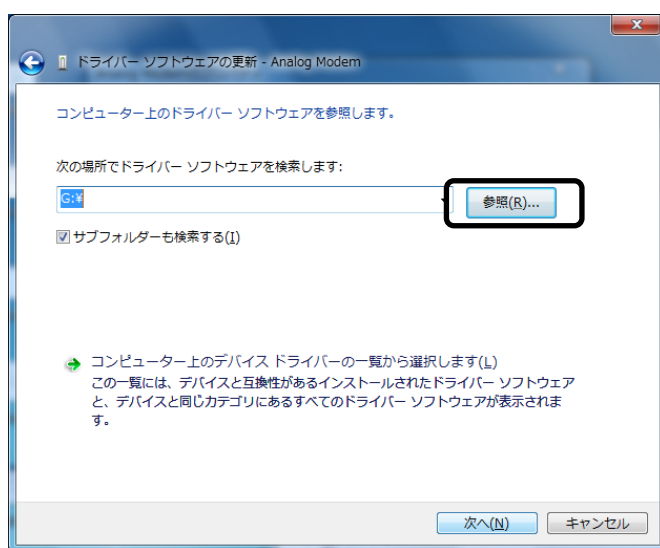 ドライバー ソフトウェアの更新 - Analog Modem
コンピューター上のドライバー ソフトウェアを参照します。
次の場所でドライバー ソフトウェアを検索します:
G:¥
参照(R)...
サブフォルダーも検索する(I)
コンピューター上のデバイス ドライバーの一覧から選択します(L)
この一覧には、デバイスと互換性があるインストールされたドライバー ソフトウェア
と、デバイスと同じカテゴリにあるすべてのドライバー ソフトウェアが表示されま
す。
次へ(N)
キャンセル